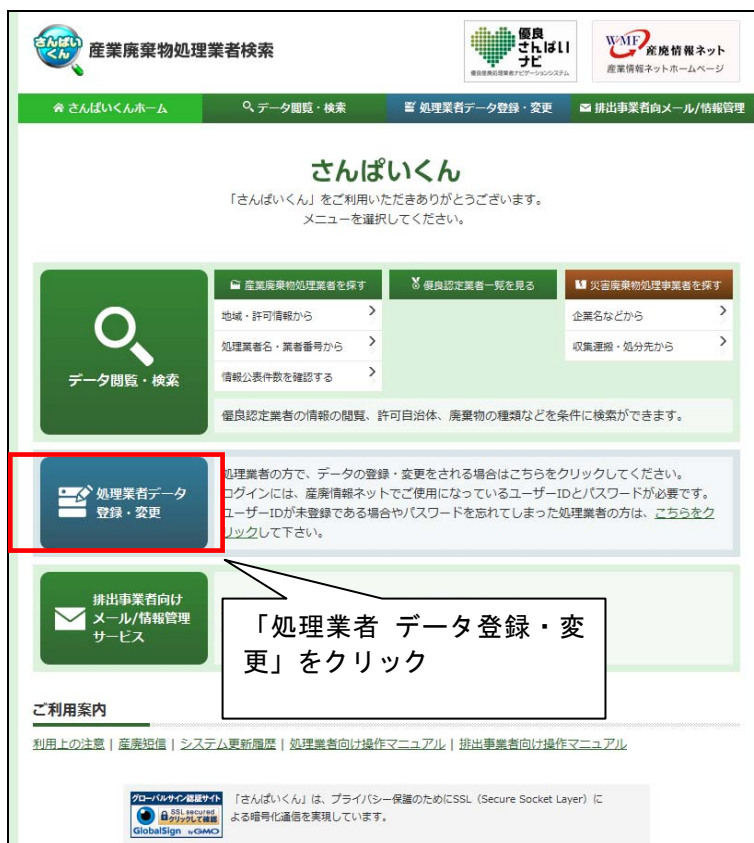 さんぱいくん
産業廃棄物処理業者検索
優良
さんぱい
ナビ
優良産廃処理業者ナビゲーションシステム
WMF
産廃情報ネット
産業情報ネットホームページ
さんぱいくんホーム
データ閲覧・検索
処理業者データ登録・変更
排出事業者向メール/情報管理
さんぱいくん
「さんぱいくん」をご利用いただきありがとうございます。
メニューを選択してください。
データ閲覧・検索
産業廃棄物処理業者を探す
地域・許可情報から
処理業者名・業者番号から
情報公表件数を確認する
優良認定業者一覧を見る
災害廃棄物処理事業者を探す
企業名などから
収集運搬・処分先から
優良認定業者の情報の閲覧、許可自治体、廃棄物の種類などを条件に検索ができます。
処理業者データ
登録・変更
処理業者の方で、データの登録・変更をされる場合はこちらをクリックしてください。
ログインには、産廃情報ネットでご使用になっているユーザーIDとパスワードが必要です。
ユーザーIDが未登録である場合やパスワードを忘れてしまった処理業者の方は、こちらをク
リックして下さい。
排出事業者向け
メール/情報管理
サービス
「処理業者 データ登録・変
更」をクリック
ご利用案内
利用上の注意 | 産廃短信 | システム更新履歴 | 処理業者向け操作マニュアル | 排出事業者向け操作マニュアル
グローバルサイン認証サイト
SSL secured
クリックして確認
GlobalSign by GMO
「さんぱいくん」は、プライバシー保護のためにSSL（Secure Socket Layer）に
よる暗号化通信を実現しています。